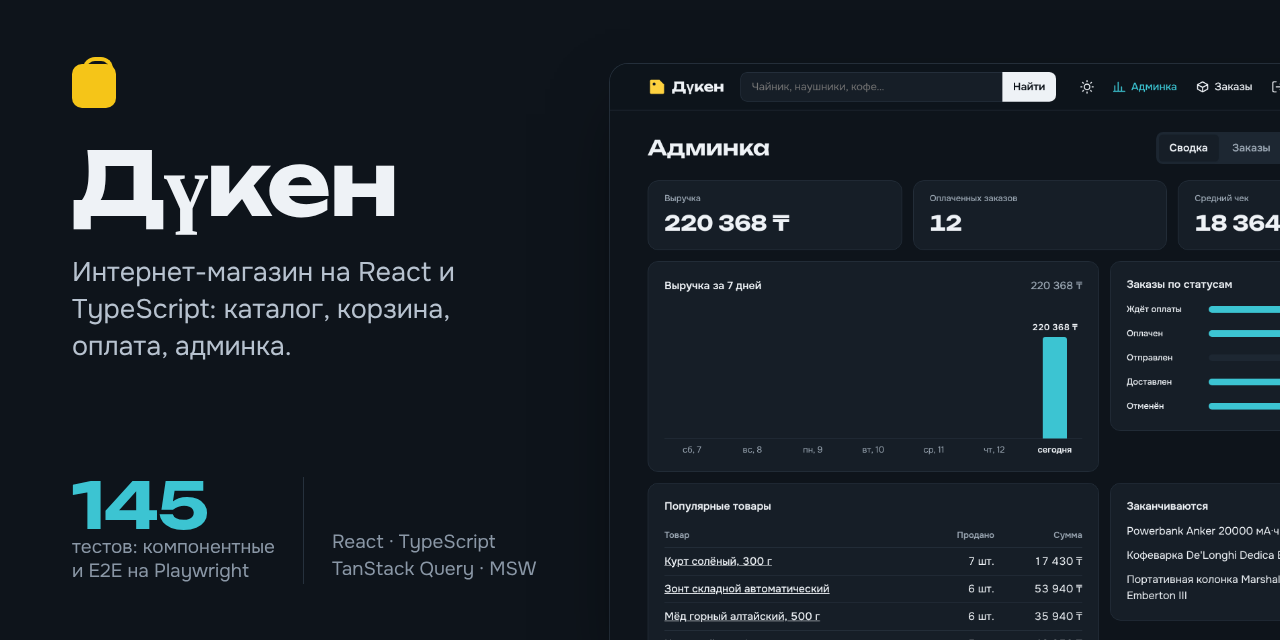 Дүкен
Интернет-магазин на React и
TypeScript: каталог, корзина,
оплата, админка.
145
тестов: компонентные
и E2E на Playwright
React · TypeScript
TanStack Query · MSW
Дүкен
Чайник, наушники, кофе...
Найти
Админка
Заказы
Админка
Сводка
Заказы
Выручка
220 368 ₸
Оплаченных заказов
12
Средний чек
18 364
Выручка за 7 дней
220 368 ₸
220 368 ₸
сб, 7
вс, 8
пн, 9
вт, 10
ср, 11
чт, 12
сегодня
Заказы по статусам
Ждёт оплаты
Оплачен
Отправлен
Доставлен
Отменён
Популярные товары
Товар Продано Сумма
Курт солёный, 300 г 7 шт. 17 430 ₸
Зонт складной автоматический 6 шт. 53 940 ₸
Мёд горный алтайский, 500 г 6 шт. 35 940 ₸
Заканчиваются
Powerbank Anker 20000 мА·ч
Кофеварка De'Longhi Dedica
Портативная колонка Marshal
Emberton III